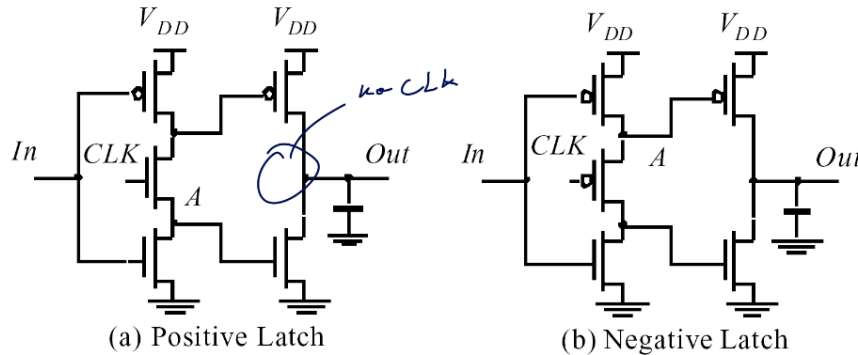 V_DD V_DD V_DD V_DD
no CLK
In CLK Out In CLK A Out
A
(a) Positive Latch (b) Negative Latch